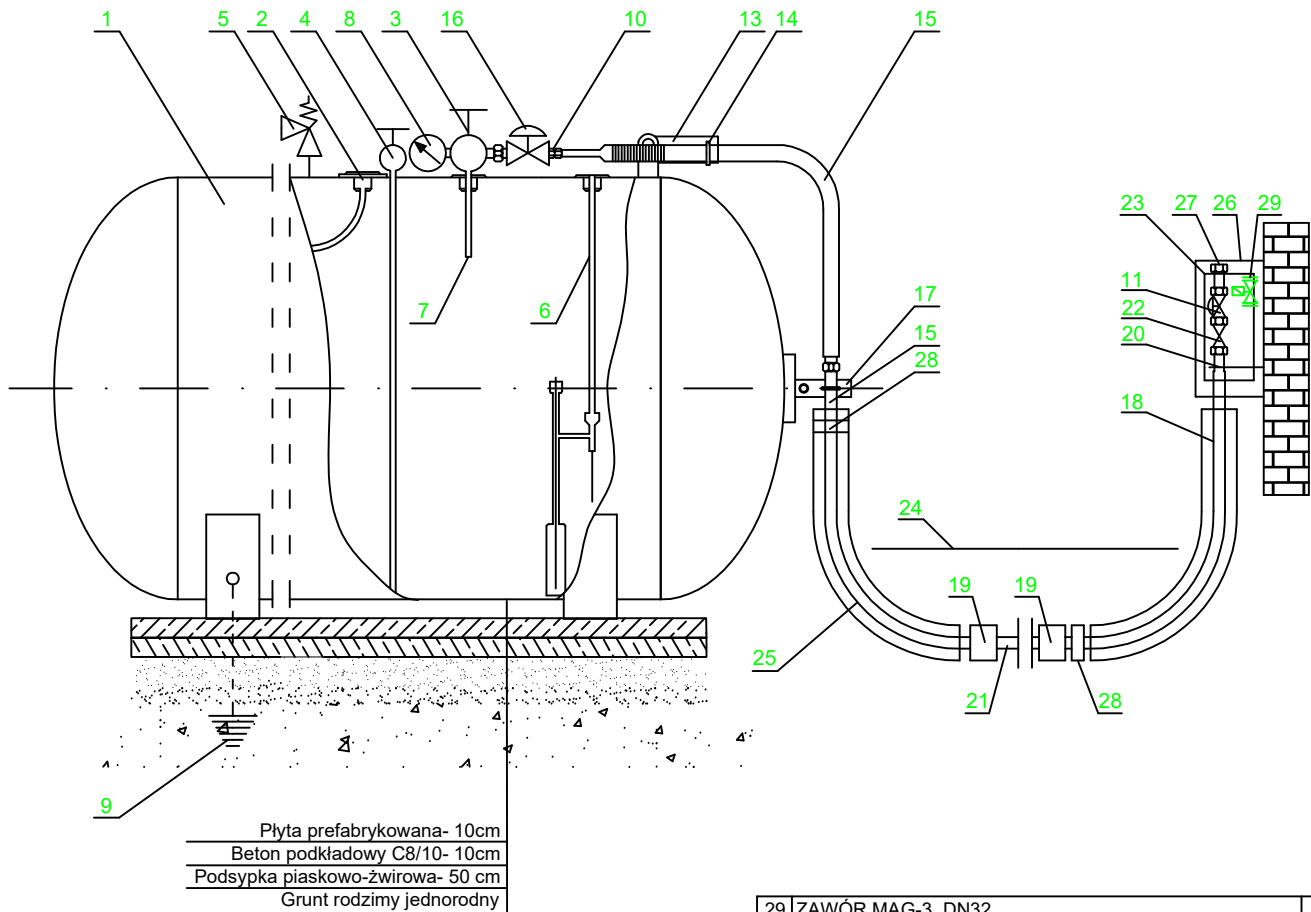 1 5 2 4 8 3 16 10 13 14 15
23 27 26 29
11
22
20
7 6 17
15
28
18
24
19 19
25
21 28
9
Płyta prefabrykowana- 10cm
Beton podkładowy C8/10- 10cm
Podsypka piaskowo-żwirowa- 50 cm
Grunt rodzimy jednorodny
29 ZAWÓR MAG-3 DN32